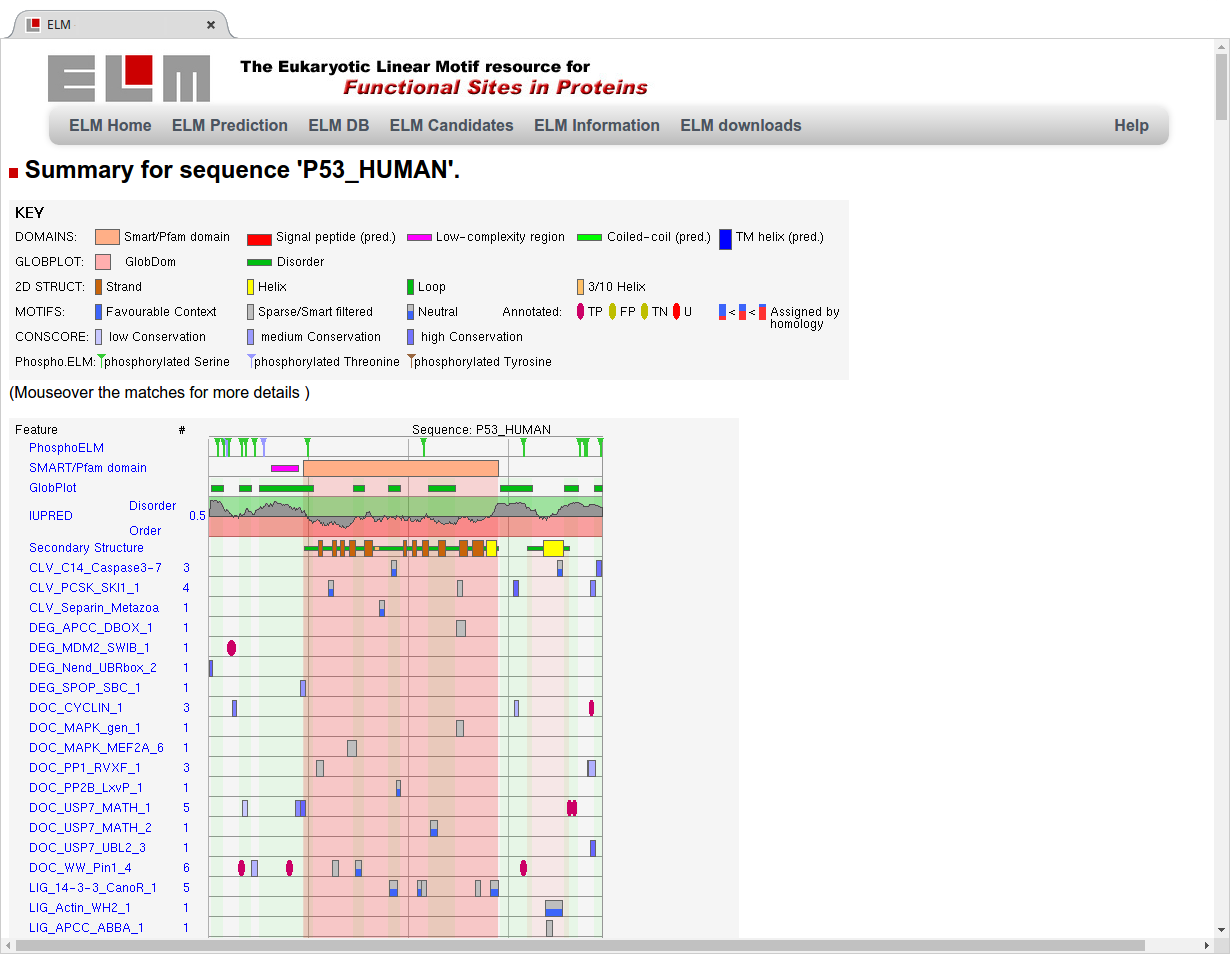 ELM
ELM The Eukaryotic Linear Motif resource for
Functional Sites in Proteins
ELM Home ELM Prediction ELM DB ELM Candidates ELM Information ELM downloads Help
Summary for sequence 'P53_HUMAN'.
KEY
DOMAINS: Smart/Pfam domain Signal peptide (pred.) Low-complexity region Coiled-coil (pred.) TM helix (pred.)
GLOBPLOT: GlobDom Disorder
2D STRUCT: Strand Helix Loop 3/10 Helix
MOTIFS: Favourable Context Sparse/Smart filtered Neutral Annotated: TP FP TN U < < Assigned by
homology
CONSCORE: low Conservation medium Conservation high Conservation
Phospho.ELM: phosphorylated Serine phosphorylated Threonine phosphorylated Tyrosine
(Mouseover the matches for more details )
Feature # Sequence: P53_HUMAN
PhosphoELM
SMART/Pfam domain
GlobPlot
Disorder
IUPRED 0.5
Order
Secondary Structure
CLV_C14_Caspase3-7 3
CLV_PCSK_SKI1_1 4
CLV_Separin_Metazoa 1
DEG_APCC_DBOX_1 1
DEG_MDM2_SWIB_1 1
DEG_Nend_UBRbox_2 1
DEG_SPOP_SBC_1 1
DOC_CYCLIN_1 3
DOC_MAPK_gen_1 1
DOC_MAPK_MEF2A_6 1
DOC_PP1_RVXF_1 3
DOC_PP2B_LxvP_1 1
DOC_USP7_MATH_1 5
DOC_USP7_MATH_2 1
DOC_USP7_UBL2_3 1
DOC_WW_Pin1_4 6
LIG_14-3-3_CanoR_1 5
LIG_Actin_WH2_1 1
LIG_APCC_ABBA_1 1